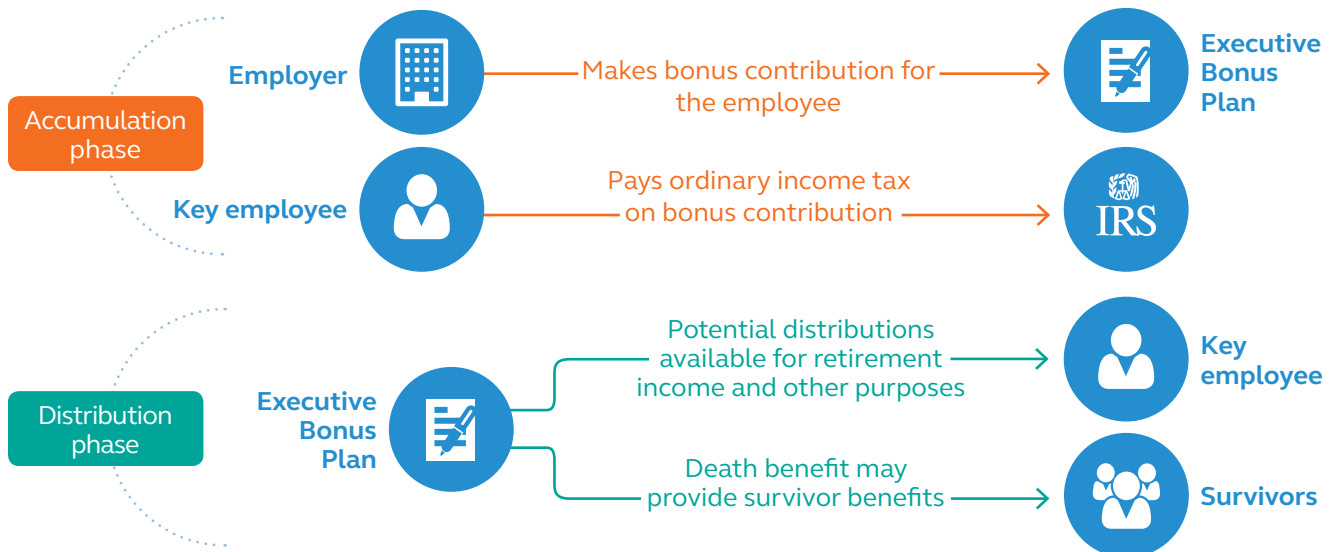 Accumulation
phase
Employer
Makes bonus contribution for
the employee
Executive
Bonus
Plan
Key employee
Pays ordinary income tax
on bonus contribution
IRS
Distribution
phase
Executive
Bonus
Plan
Potential distributions
available for retirement
income and other purposes
Key
employee
Death benefit may
provide survivor benefits
Survivors